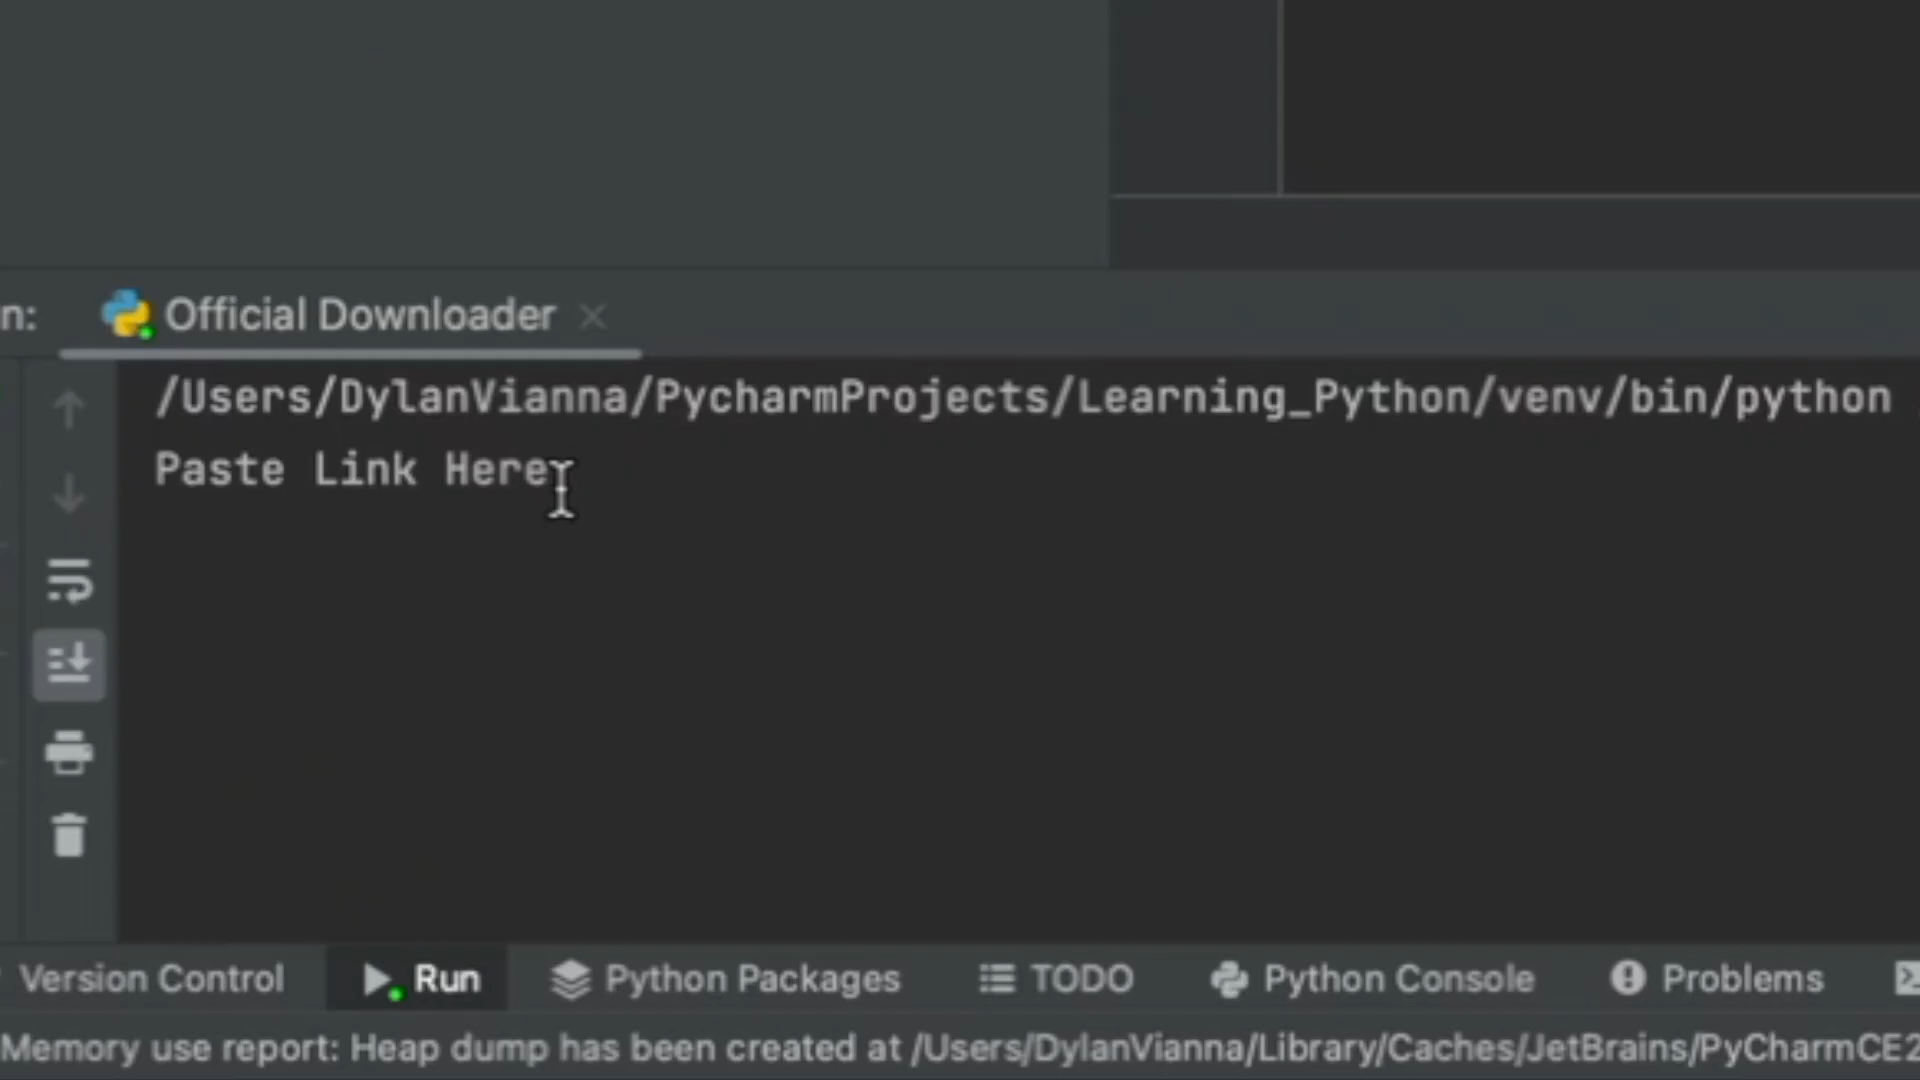 n:
Official Downloader
/Users/DylanVianna/PycharmProjects/Learning_Python/venv/bin/python
Paste Link Here
Version Control
Run
Python Packages
TODO
Python Console
Problems
Memory use report: Heap dump has been created at /Users/DylanVianna/Library/Caches/JetBrains/PyCharmCE2